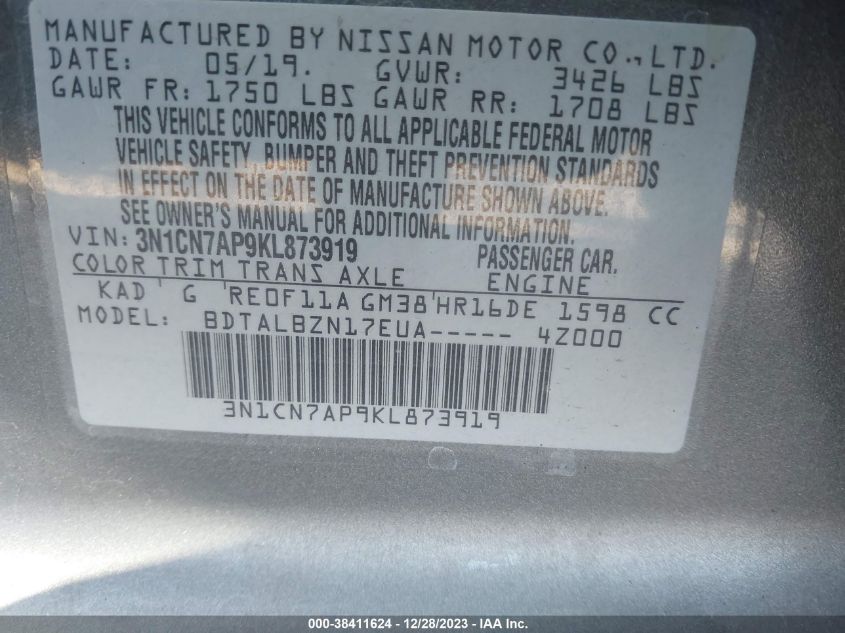 MANUFACTURED BY NISSAN MOTOR CO., LTD.
DATE: 05/19. GVWR: 3426 LBS
GAWR FR: 1750 LBS GAWR RR: 1708 LBS
THIS VEHICLE CONFORMS TO ALL APPLICABLE FEDERAL MOTOR
VEHICLE SAFETY, BUMPER AND THEFT PREVENTION STANDARDS
IN EFFECT ON THE DATE OF MANUFACTURE SHOWN ABOVE.
SEE OWNER'S MANUAL FOR ADDITIONAL INFORMATION.
VIN: 3N1CN7AP9KL873919 PASSENGER CAR.
COLOR TRIM TRANS AXLE ENGINE
KAD G RE0F11A GM38 HR16DE 1598 CC
MODEL: BDTALBZN17EUA----- 4Z000
3N1CN7AP9KL873919
000-38411624 - 12/28/2023 - IAA Inc.